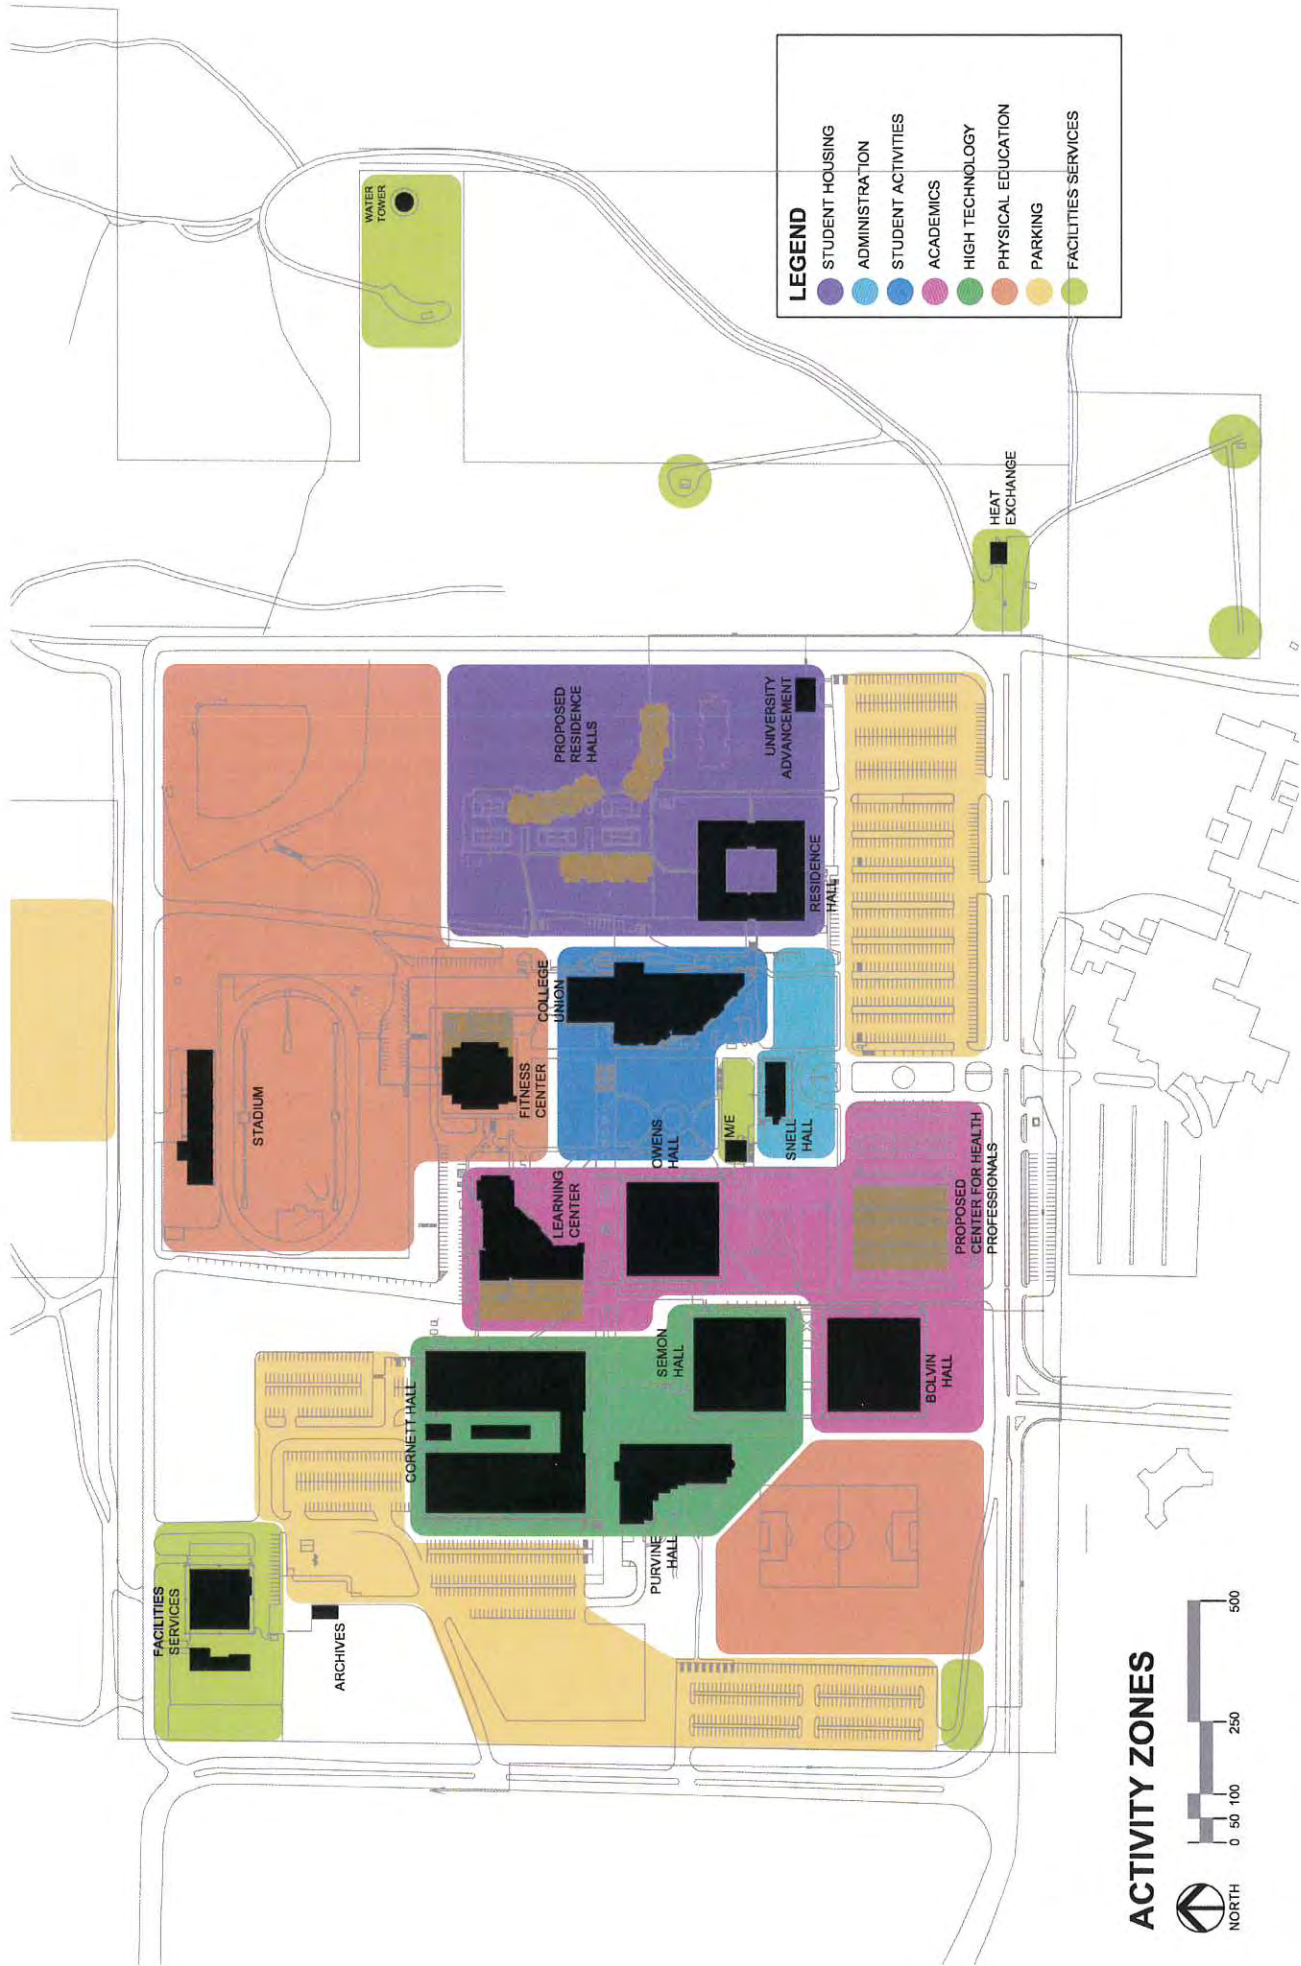 ACTIVITY ZONES
NORTH
0 50 100
250
500
LEGEND
STUDENT HOUSING
ADMINISTRATION
STUDENT ACTIVITIES
ACADEMICS
HIGH TECHNOLOGY
PHYSICAL EDUCATION
PARKING
FACILITIES SERVICES
FACILITIES
SERVICES
ARCHIVES
CORNETT HALL
PURVINE
HALL
SEMON
HALL
BOLVIN
HALL
LEARNING
CENTER
OWENS
HALL
PROPOSED
CENTER FOR HEALTH
PROFESSIONALS
STADIUM
FITNESS
CENTER
M/E
SNELL
HALL
COLLEGE
UNION
RESIDENCE
HALL
PROPOSED
RESIDENCE
HALLS
UNIVERSITY
ADVANCEMENT
HEAT
EXCHANGE
WATER
TOWER